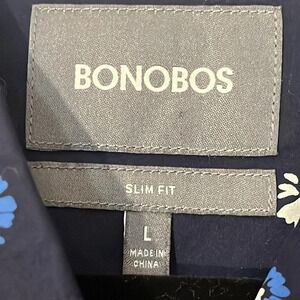 BONOBOS
SLIM FIT
L
MADE IN
CHINA